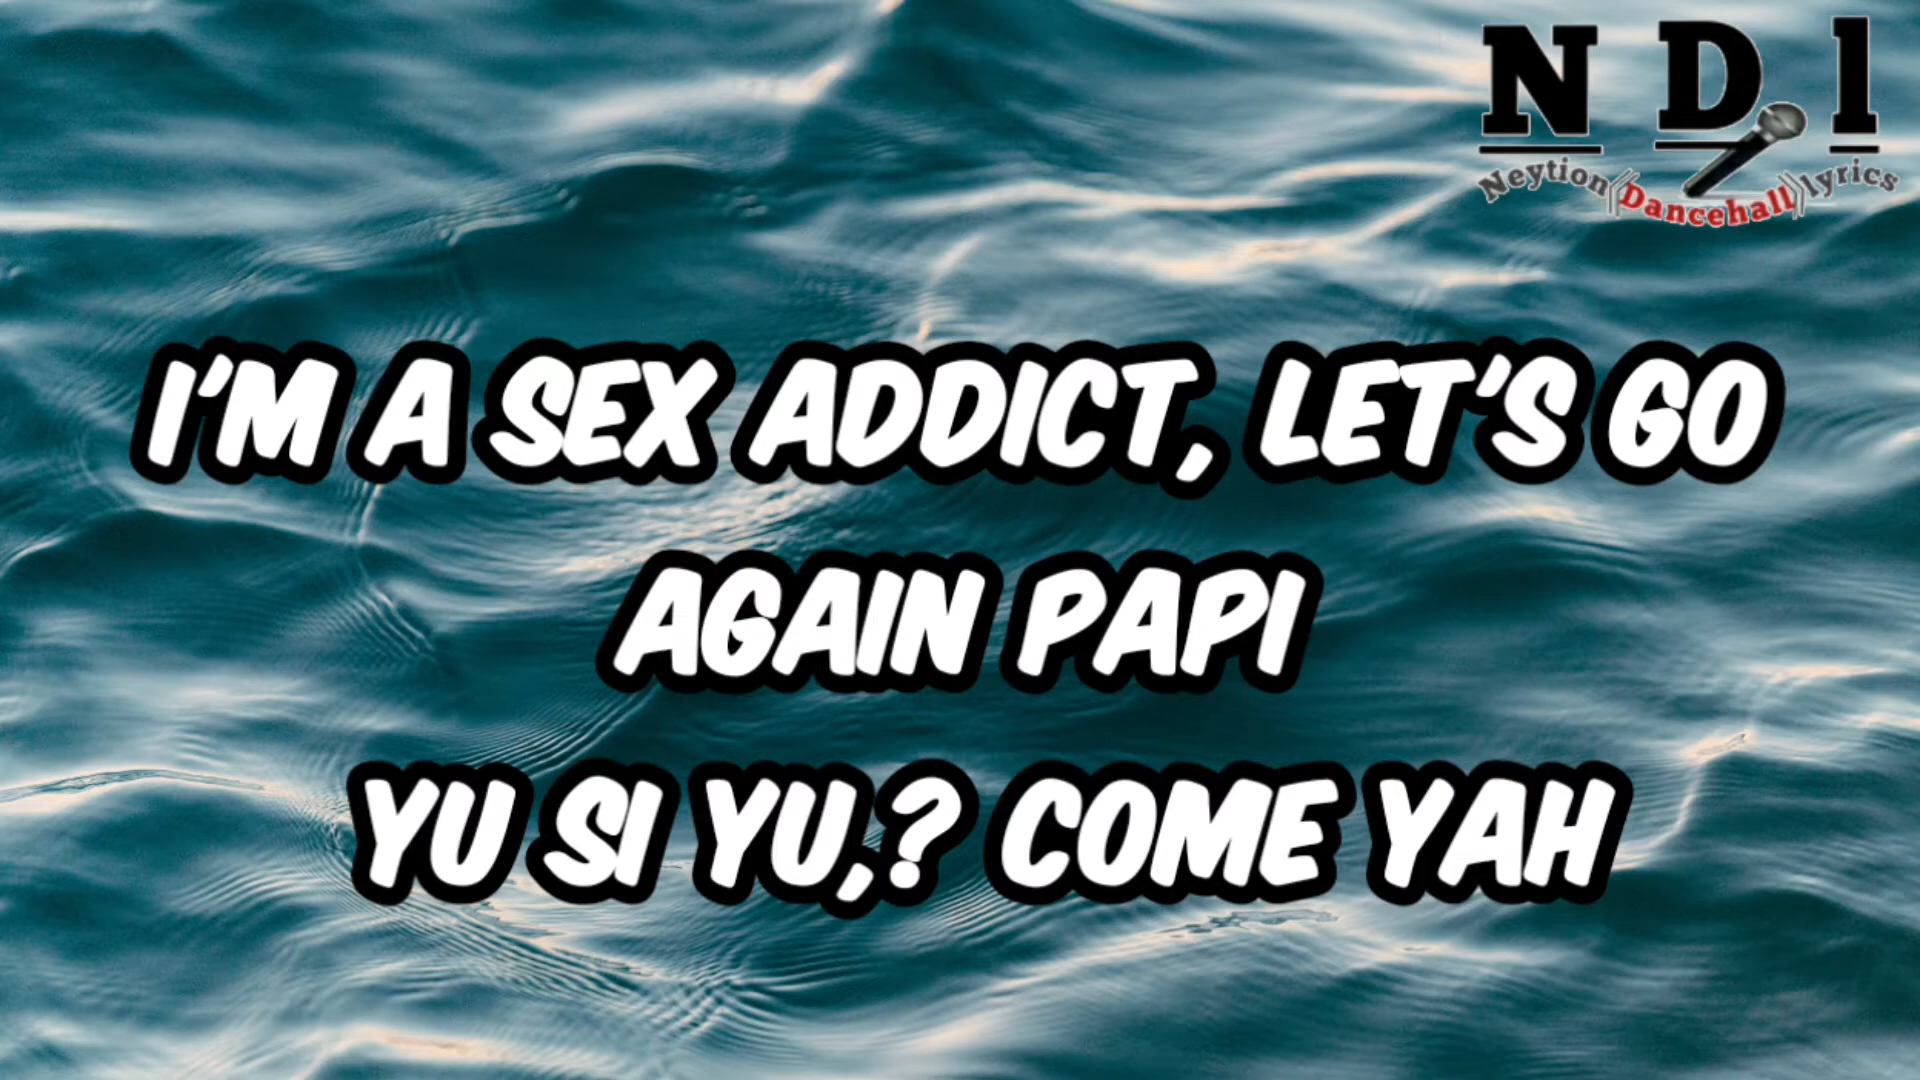 N D l
Neytion((Dancehall))lyrics
I'M A SEX ADDICT, LET'S GO
AGAIN PAPI
YU SI YU,? COME YAH